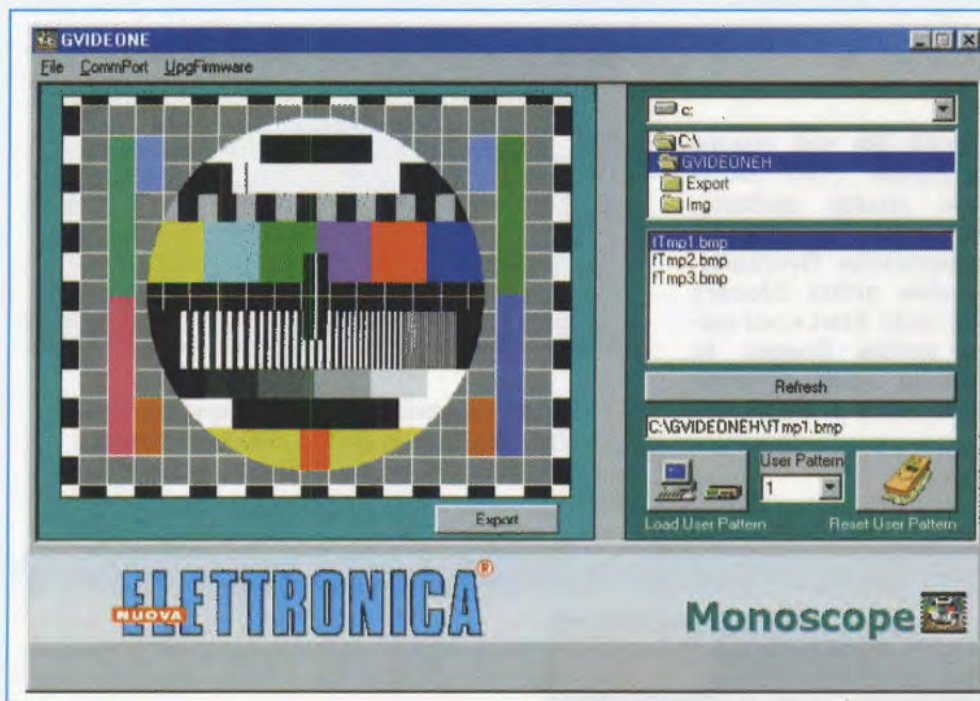 GVIDEONE
File CommPort UpgFirmware
c:
C:\
GVIDEONEH
Export
Img
fTmp1.bmp
fTmp2.bmp
fTmp3.bmp
Refresh
C:\GVIDEONEH\fTmp1.bmp
User Pattern
1
Load User Pattern Reset User Pattern
Export
NUOVA ELETTRONICA ®
Monoscope